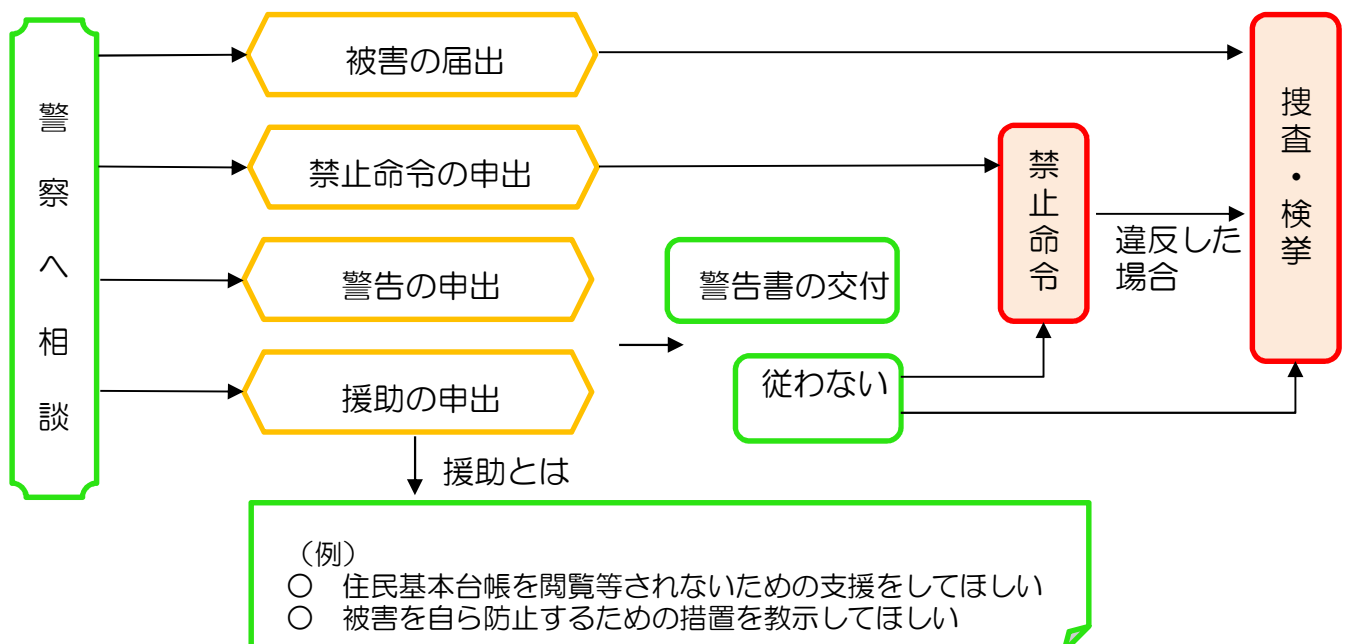 警察へ相談
被害の届出
禁止命令の申出
警告の申出
援助の申出
警告書の交付
従わない
禁止命令
違反した
場合
捜査・検挙
援助とは
（例）
○　住民基本台帳を閲覧等されないための支援をしてほしい
○　被害を自ら防止するための措置を教示してほしい